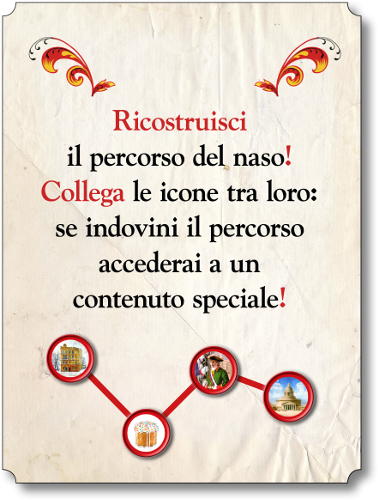 Ricostruisci
il percorso del naso!
Collega le icone tra loro:
se indovini il percorso
accederai a un
contenuto speciale!